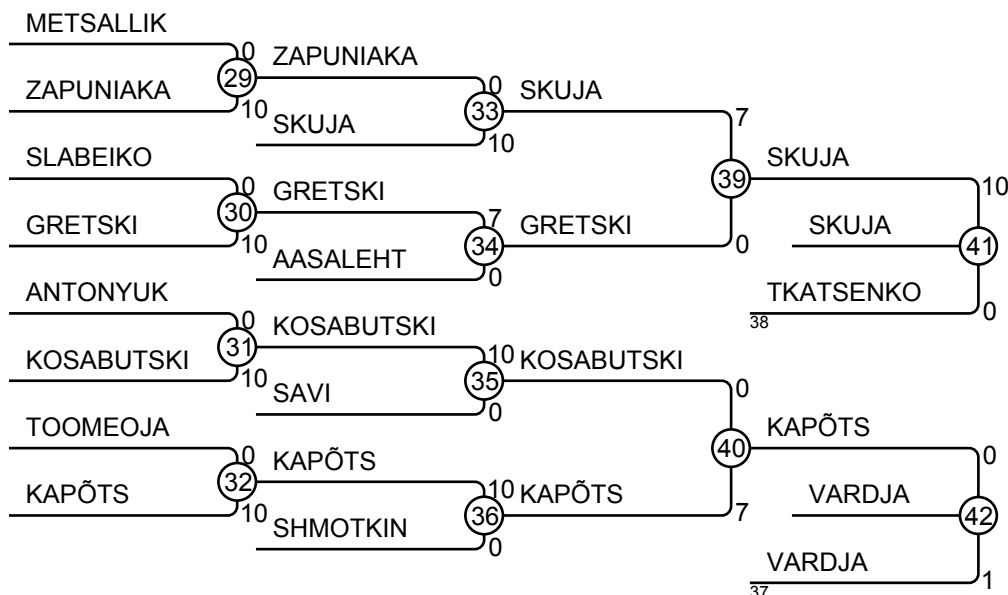 METSALLIK
0
29
ZAPUNIAKA
10
ZAPUNIAKA
0
33
SKUJA
10
SKUJA
7
SLABEIKO
0
30
GRETSKI
10
GRETSKI
7
34
AASALEHT
0
GRETSKI
0
39
SKUJA
10
SKUJA
41
TKATSENKO
38
0
ANTONYUK
0
31
KOSABUTSKI
10
KOSABUTSKI
10
35
SAVI
0
KOSABUTSKI
0
TOOMEOJA
0
32
KAPÕTS
10
KAPÕTS
10
36
SHMOTKIN
0
KAPÕTS
7
40
KAPÕTS
0
VARDJA
42
VARDJA
37
1